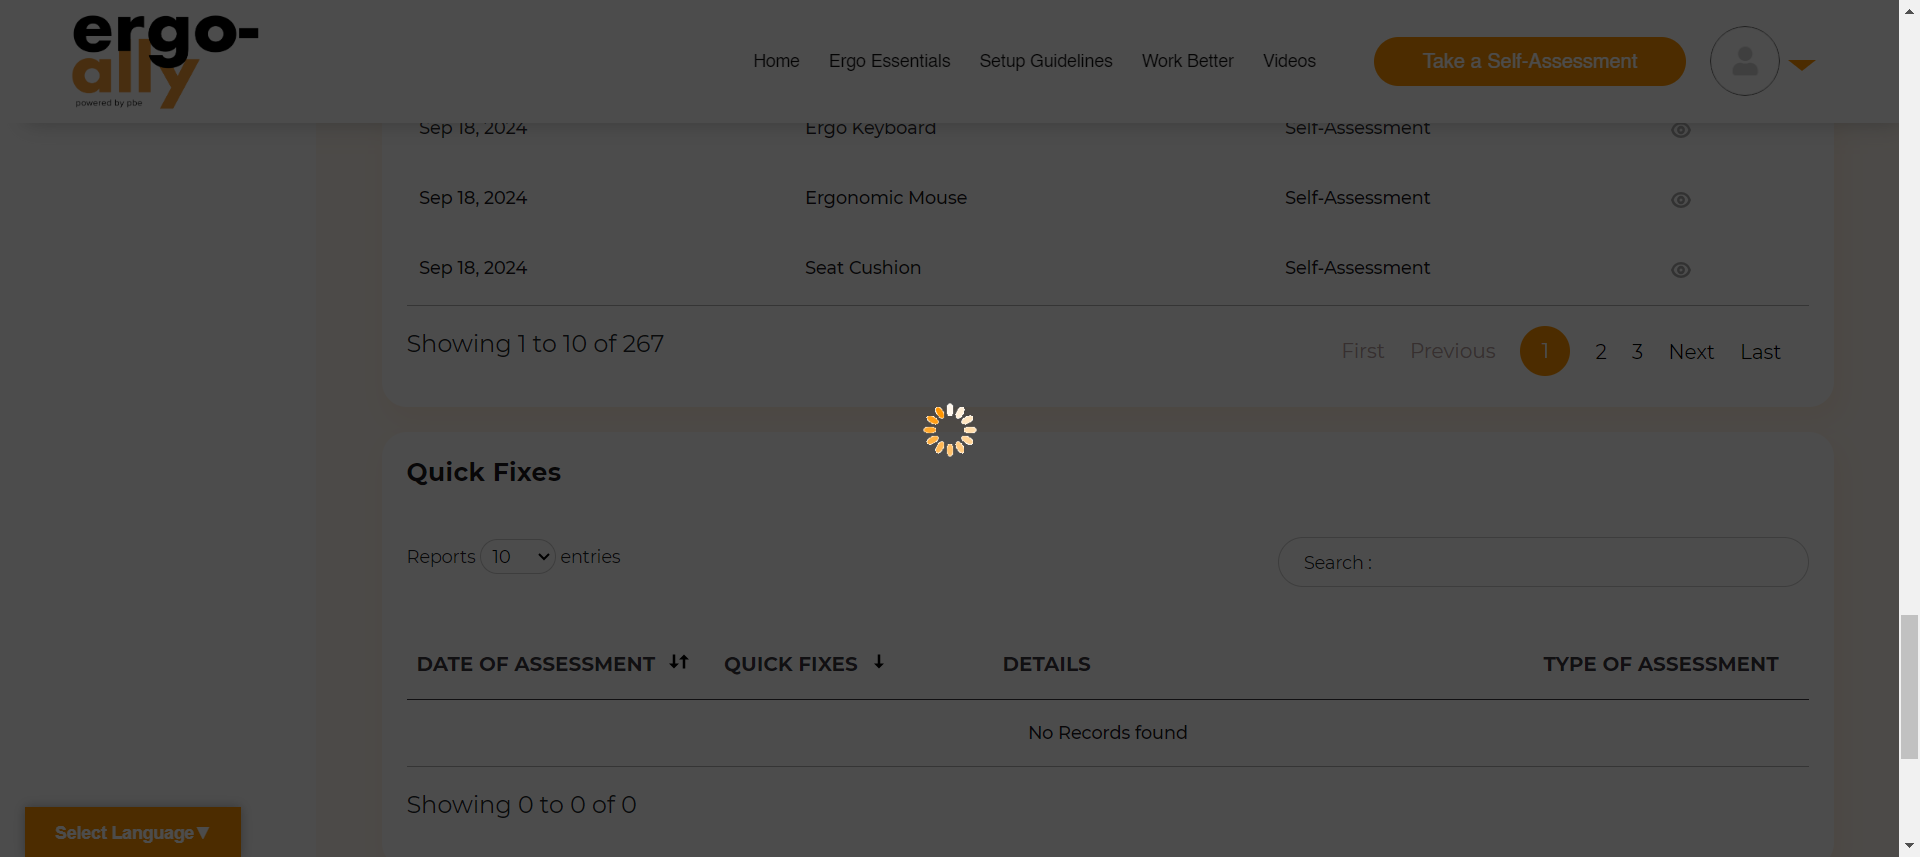 ergo-
ally
powered by pbe
Home Ergo Essentials Setup Guidelines Work Better Videos Take a Self-Assessment
Sep 18, 2024 Ergo Keyboard Self-Assessment
Sep 18, 2024 Ergonomic Mouse Self-Assessment
Sep 18, 2024 Seat Cushion Self-Assessment
Showing 1 to 10 of 267
First Previous 1 2 3 Next Last
Quick Fixes
Reports 10 entries
Search :
DATE OF ASSESSMENT QUICK FIXES DETAILS TYPE OF ASSESSMENT
No Records found
Showing 0 to 0 of 0
Select Language▼